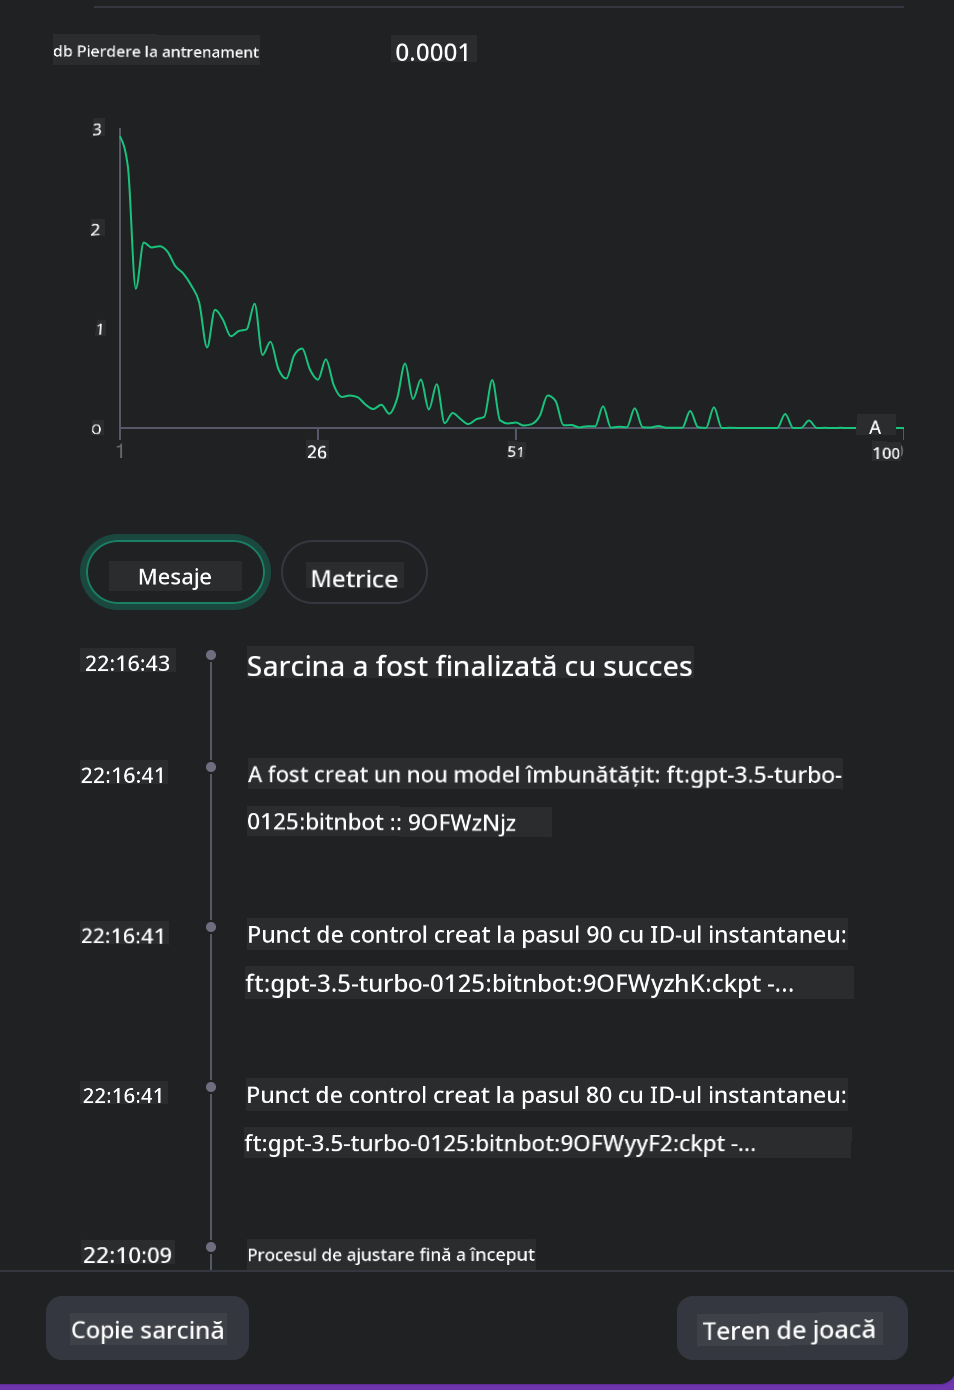 db Pierdere la antrenament
0.0001
3
2
1
0
1
26
51
100
A
Mesaje
Metrice
22:16:43
Sarcina a fost finalizată cu succes
22:16:41
A fost creat un nou model îmbunătățit: ft:gpt-3.5-turbo-
0125:bitnbot :: 9OFWzNjz
22:16:41
Punct de control creat la pasul 90 cu ID-ul instantaneu:
ft:gpt-3.5-turbo-0125:bitnbot:9OFWyzhK:ckpt -...
22:16:41
Punct de control creat la pasul 80 cu ID-ul instantaneu:
ft:gpt-3.5-turbo-0125:bitnbot:9OFWyyF2:ckpt -...
22:10:09
Procesul de ajustare fină a început
Copie sarcină
Teren de joacă